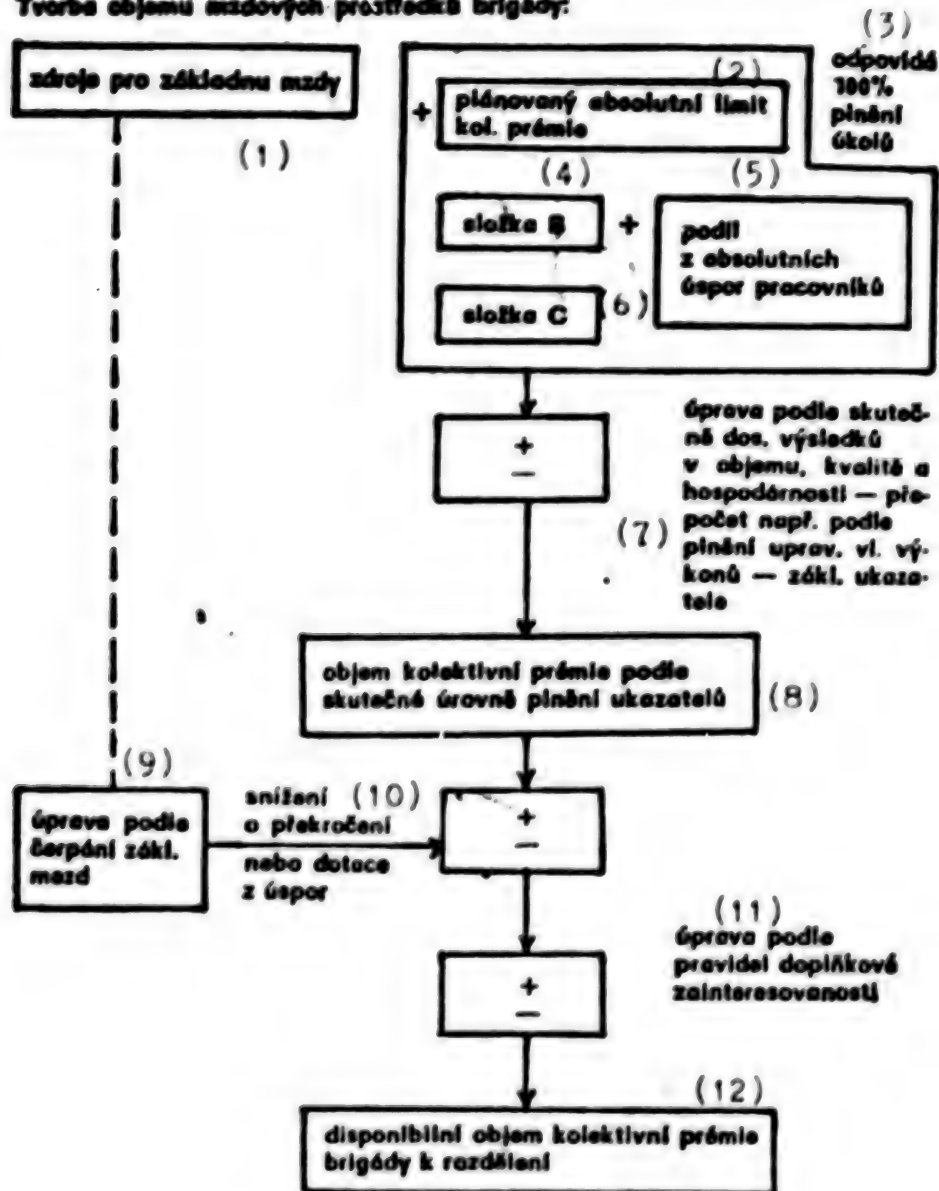 Tvorba objemu mzdových prostředků brigády:
(3)
zdroje pro základnu mzdy
(1)
+
(2)
plánovaný absolutní limit
kol. prémie
odpovídá
100%
plnění
úkolů
(4)
(5)
složka B
+
podíl
z absolutních
úspor pracovníků
složka C
(6)
+
—
(7)
úprava podle skuteč-
ně dos. výsledků
v objemu, kvalitě a
hospodárnosti — pře-
počet např. podle
plnění uprav. vl. vý-
konů — zákl. ukaza-
tele
objem kolektivní prémie podle
skutečné úrovně plnění ukazatelů
(8)
(9)
úprava podle
čerpání zákl.
mezd
snížení (10)
o překročení
nebo dotace
z úspor
+
—
(11)
úprava podle
pravidel doplňkové
zainteresovanosti
+
—
(12)
disponibilní objem kolektivní prémie
brigády k rozdělení